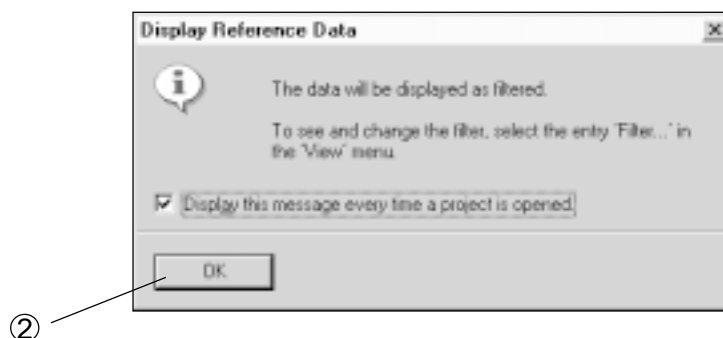 Display Reference Data
The data will be displayed as filtered.
To see and change the filter, select the entry 'Filter...' in
the 'View' menu.
Display this message every time a project is opened.
OK
②